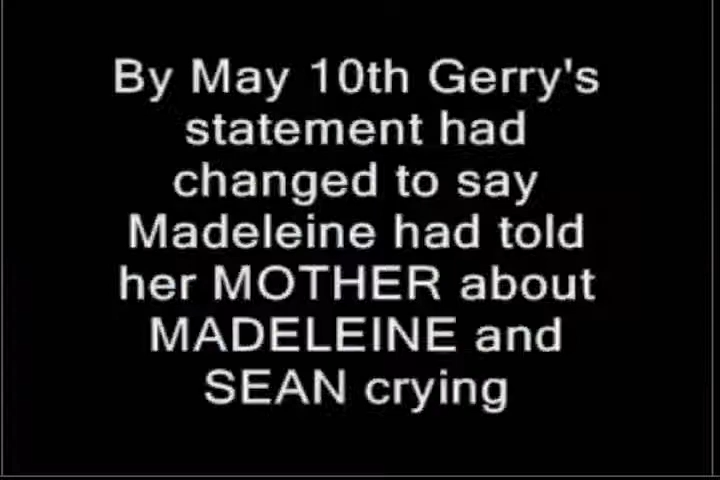 By May 10th Gerry's
statement had
changed to say
Madeleine had told
her MOTHER about
MADELEINE and
SEAN crying